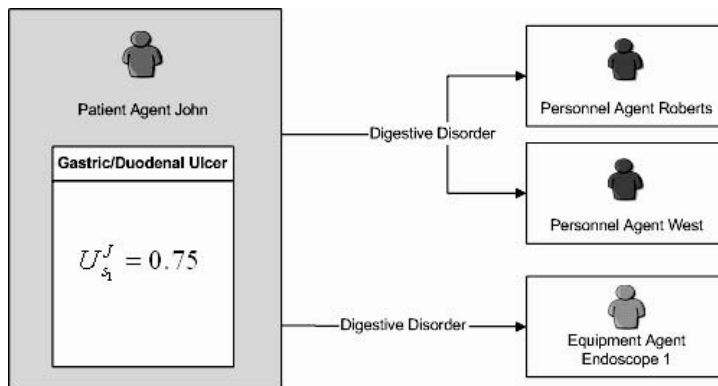 Patient Agent John
Gastric/Duodenal Ulcer
U^J_{s_1} = 0.75
Digestive Disorder
Digestive Disorder
Personnel Agent Roberts
Personnel Agent West
Equipment Agent
Endoscope 1